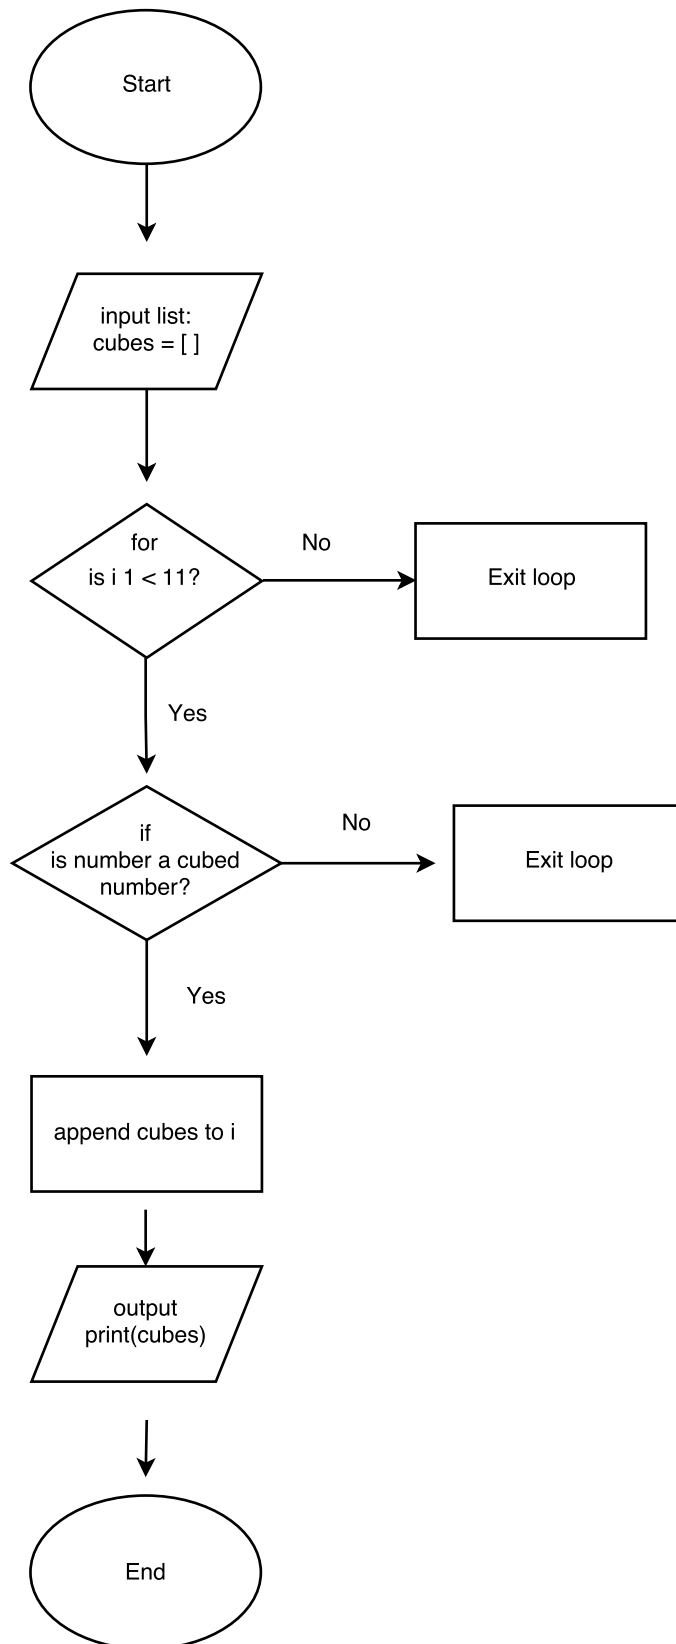 Start
input list:
cubes = [ ]
for
is i 1 < 11?
No
Exit loop
Yes
if
is number a cubed
number?
No
Exit loop
Yes
append cubes to i
output
print(cubes)
End